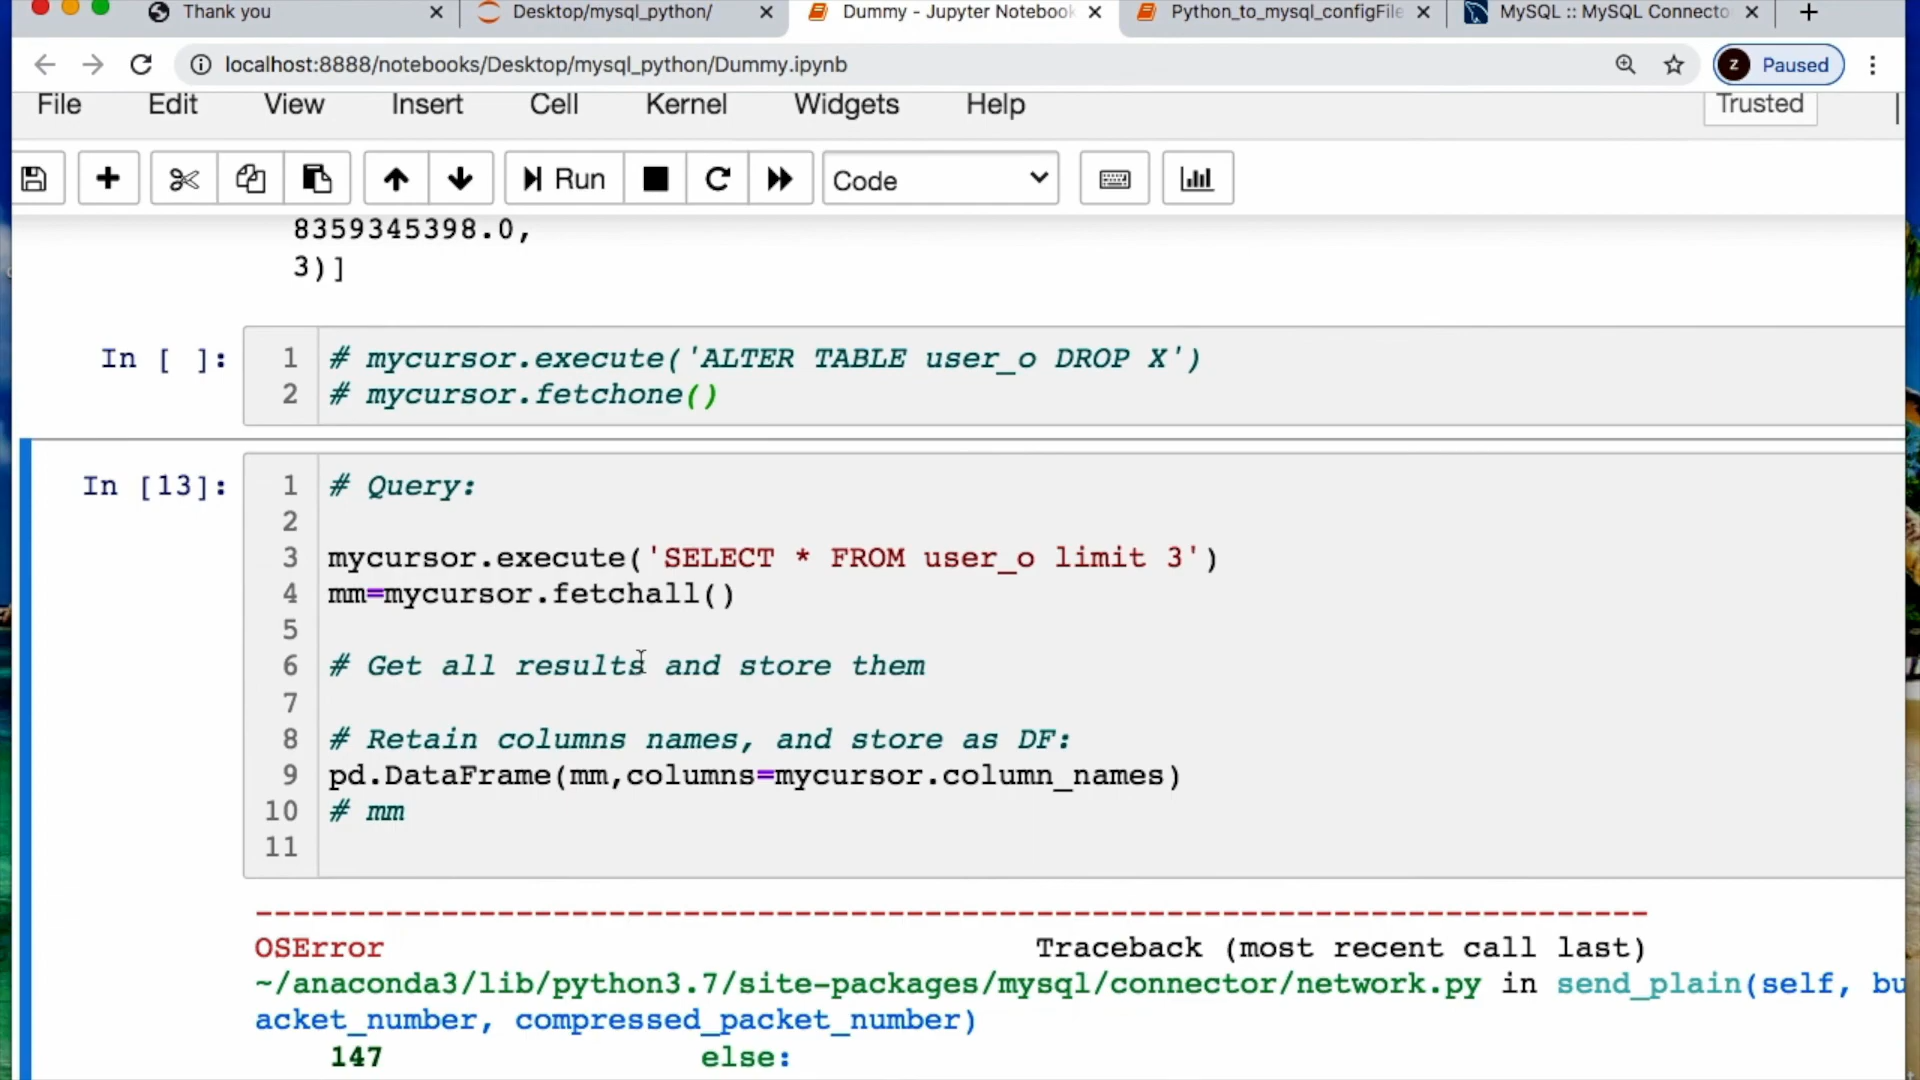 Thank you
Desktop/mysql_python/
Dummy - Jupyter Notebook
Python_to_mysql_configFile
MySQL :: MySQL Connecto
localhost:8888/notebooks/Desktop/mysql_python/Dummy.ipynb
Z Paused
File Edit View Insert Cell Kernel Widgets Help Trusted
Run Code
8359345398.0,
3)]
In [ ]: 1 # mycursor.execute('ALTER TABLE user_o DROP X')
2 # mycursor.fetchone()
In [13]: 1 # Query:
2
3 mycursor.execute('SELECT * FROM user_o limit 3')
4 mm=mycursor.fetchall()
5
6 # Get all results and store them
7
8 # Retain columns names, and store as DF:
9 pd.DataFrame(mm,columns=mycursor.column_names)
10 # mm
11
---------------------------------------------------------------------------
OSError Traceback (most recent call last)
~/anaconda3/lib/python3.7/site-packages/mysql/connector/network.py in send_plain(self, bu
acket_number, compressed_packet_number)
147 else: